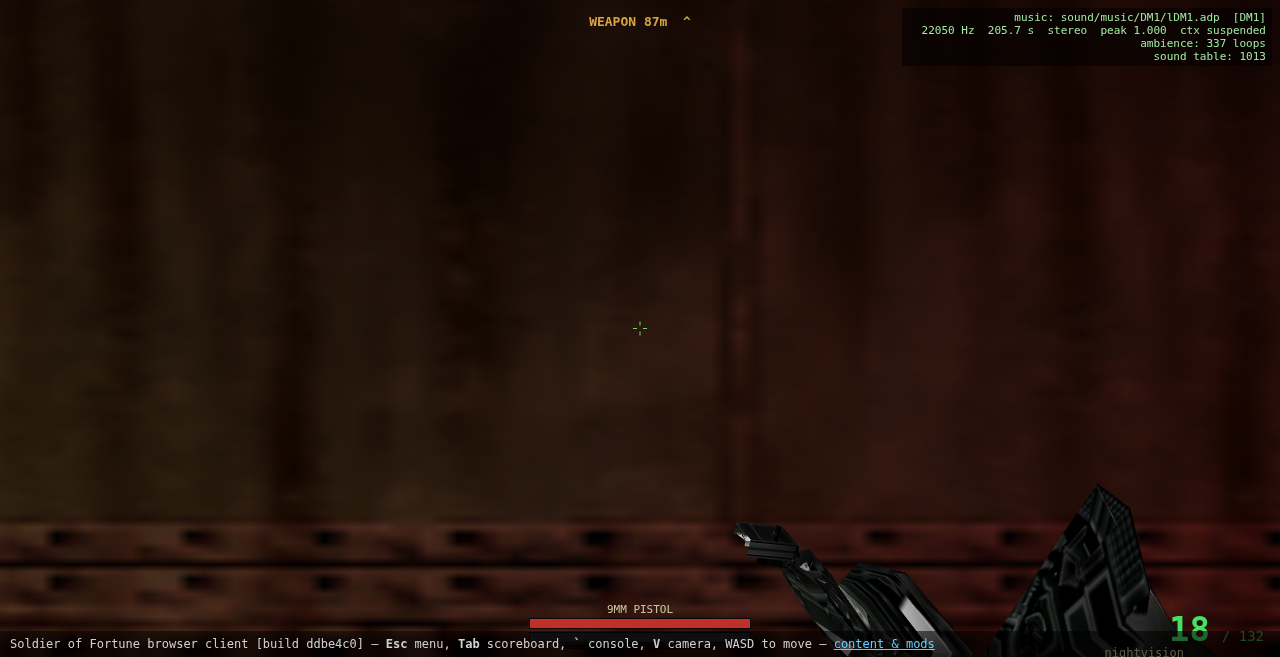 WEAPON 87m ^
music: sound/music/DM1/lDM1.adp [DM1]
22050 Hz 205.7 s stereo peak 1.000 ctx suspended
ambience: 337 loops
sound table: 1013
9MM PISTOL
18 / 132
Soldier of Fortune browser client [build ddbe4c0] — Esc menu, Tab scoreboard, ` console, V camera, WASD to move — content & mods
nightvision